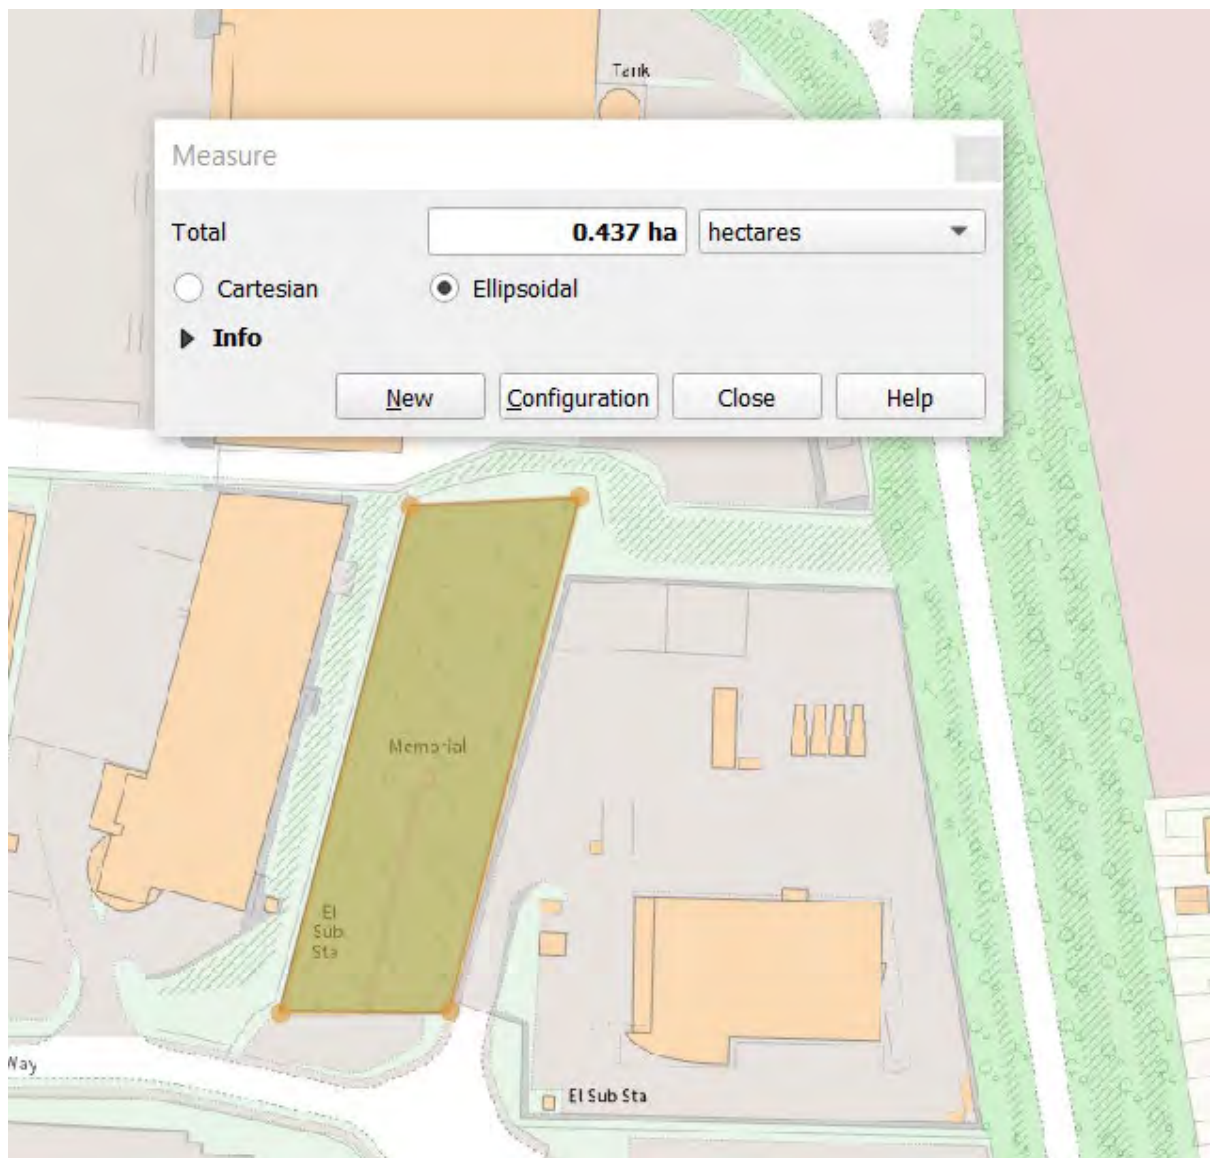 Tank
Measure
Total
0.437 ha
hectares
Cartesian
Ellipsoidal
Info
New
Configuration
Close
Help
Memorial
El
Sub
Sta
Way
El Sub Sta